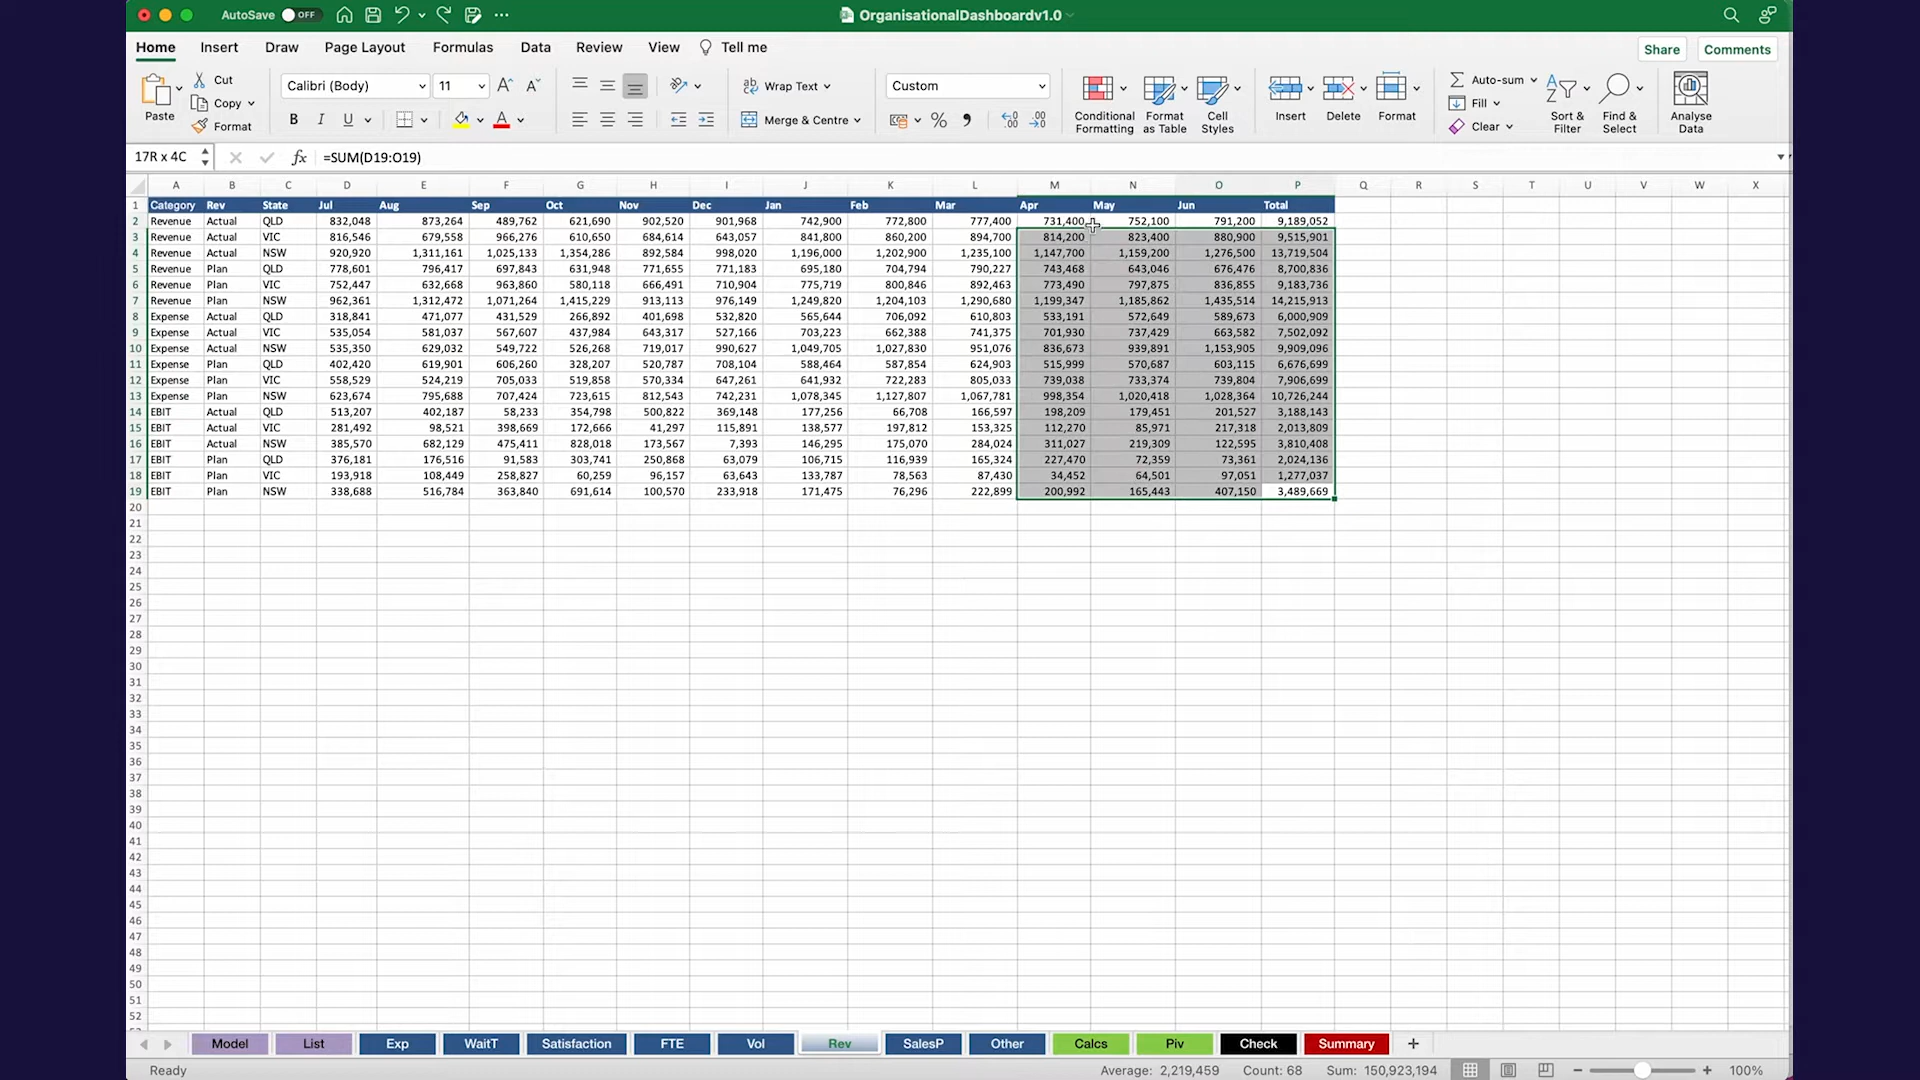 AutoSave OFF OrganisationalDashboardv1.0
Home Insert Draw Page Layout Formulas Data Review View Tell me Share Comments
Paste Cut Copy Format
Calibri (Body) 11 Wrap Text Merge & Centre Custom
Conditional Formatting Format as Table Cell Styles Insert Delete Format
Auto-sum Fill Clear Sort & Filter Find & Select Analyse Data
17R x 4C fx =SUM(D19:O19)
A B C D E F G H I J K L M N O P Q R S T U V W X
1 Category Rev State Jul Aug Sep Oct Nov Dec Jan Feb Mar Apr May Jun Total
2 Revenue Actual QLD 832,048 873,264 489,762 621,690 902,520 901,968 742,900 772,800 777,400 731,400 752,100 791,200 9,189,052
3 Revenue Actual VIC 816,546 679,558 966,276 610,650 684,614 643,057 841,800 860,200 894,700 814,200 823,400 880,900 9,515,901
4 Revenue Actual NSW 920,920 1,311,161 1,025,133 1,354,286 892,584 998,020 1,196,000 1,202,900 1,235,100 1,147,700 1,159,200 1,276,500 13,719,504
5 Revenue Plan QLD 778,601 796,417 697,843 631,948 771,655 771,183 695,180 704,794 790,227 743,468 643,046 676,476 8,700,836
6 Revenue Plan VIC 752,447 632,668 963,860 580,118 666,491 710,904 775,719 800,846 892,463 773,490 797,875 836,855 9,183,736
7 Revenue Plan NSW 962,361 1,312,472 1,071,264 1,415,229 913,113 976,149 1,249,820 1,204,103 1,290,680 1,199,347 1,185,862 1,435,514 14,215,913
8 Expense Actual QLD 318,841 471,077 431,529 266,892 401,698 532,820 565,644 706,092 610,803 533,191 572,649 589,673 6,000,909
9 Expense Actual VIC 535,054 581,037 567,607 437,984 643,317 527,166 703,223 662,388 741,375 701,930 737,429 663,582 7,502,092
10 Expense Actual NSW 535,350 629,032 549,722 526,268 719,017 990,627 1,049,705 1,027,830 951,076 836,673 939,891 1,153,905 9,909,096
11 Expense Plan QLD 402,420 619,901 606,260 328,207 520,787 708,104 588,464 587,854 624,903 515,999 570,687 603,115 6,676,699
12 Expense Plan VIC 558,529 524,219 705,033 519,858 570,334 647,261 641,932 722,283 805,033 739,038 733,374 739,804 7,906,699
13 Expense Plan NSW 623,674 795,688 707,424 723,615 812,543 742,231 1,078,345 1,127,807 1,067,781 998,354 1,020,418 1,028,364 10,726,244
14 EBIT Actual QLD 513,207 402,187 58,233 354,798 500,822 369,148 177,256 66,708 166,597 198,209 179,451 201,527 3,188,143
15 EBIT Actual VIC 281,492 98,521 398,669 172,666 41,297 115,891 138,577 197,812 153,325 112,270 85,971 217,318 2,013,809
16 EBIT Actual NSW 385,570 682,129 475,411 828,018 173,567 7,393 146,295 175,070 284,024 311,027 219,309 122,595 3,810,408
17 EBIT Plan QLD 376,181 176,516 91,583 303,741 250,868 63,079 106,715 116,939 165,324 227,470 72,359 73,361 2,024,136
18 EBIT Plan VIC 193,918 108,449 258,827 60,259 96,157 63,643 133,787 78,563 87,430 34,452 64,501 97,051 1,277,037
19 EBIT Plan NSW 338,688 516,784 363,840 691,614 100,570 233,918 171,475 76,296 222,899 200,992 165,443 407,150 3,489,669
20
21
22
23
24
25
26
27
28
29
30
31
32
33
34
35
36
37
38
39
40
41
42
43
44
45
46
47
48
49
50
51
52
Model List Exp WaitT Satisfaction FTE Vol Rev SalesP Other Calcs Piv Check Summary
Ready Average: 2,219,459 Count: 68 Sum: 150,923,194 100%